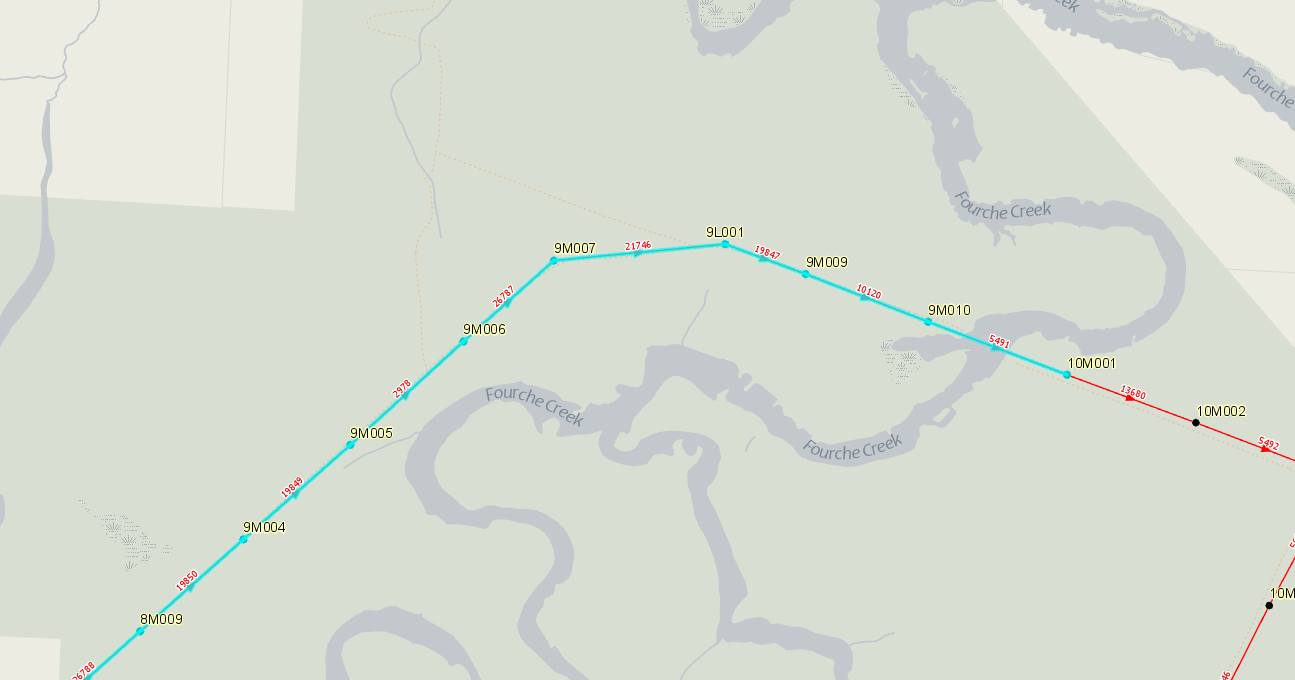 Fourche
Fourche Creek
9L001
9M007
21746
19847
9M009
26787
10120
9M010
9M006
5491
10M001
2978
13680
Fourche Creek
10M002
9M005
5492
Fourche Creek
19849
9M004
19850
8M009
26788